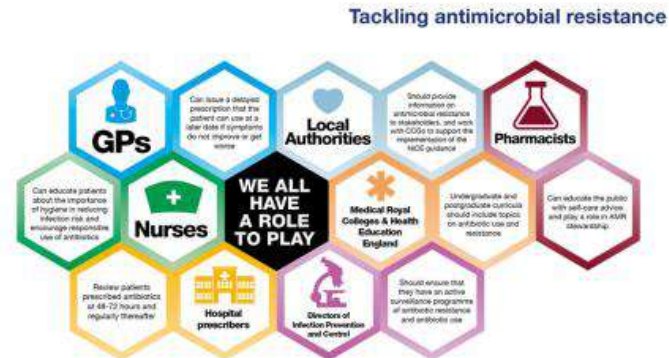 Tackling antimicrobial resistance
GPs
Can issue a delayed
prescription that the
patient can use at a
later date if symptoms
do not improve or get
worse
Local
Authorities
Should provide
information on
antimicrobial resistance
to stakeholders, and work
with CCGs to support the
implementation of the
NICE guidance
Pharmacists
Can educate patients
about the importance
of hygiene in reducing
infection risk and
encourage responsible
use of antibiotics
Nurses
WE ALL
HAVE
A ROLE
TO PLAY
Medical Royal
Colleges & Health
Education
England
Undergraduate and
postgraduate curricula
should include topics
on antibiotic use and
resistance
Can educate the public
with self-care advice
and play a role in AMR
stewardship
Review patients
prescribed antibiotics
at 48-72 hours and
regularly thereafter
Hospital
prescribers
Directors of
Infection Prevention
and Control
Should ensure that
they have an active
surveillance programme
of antibiotic resistance
and antibiotic use